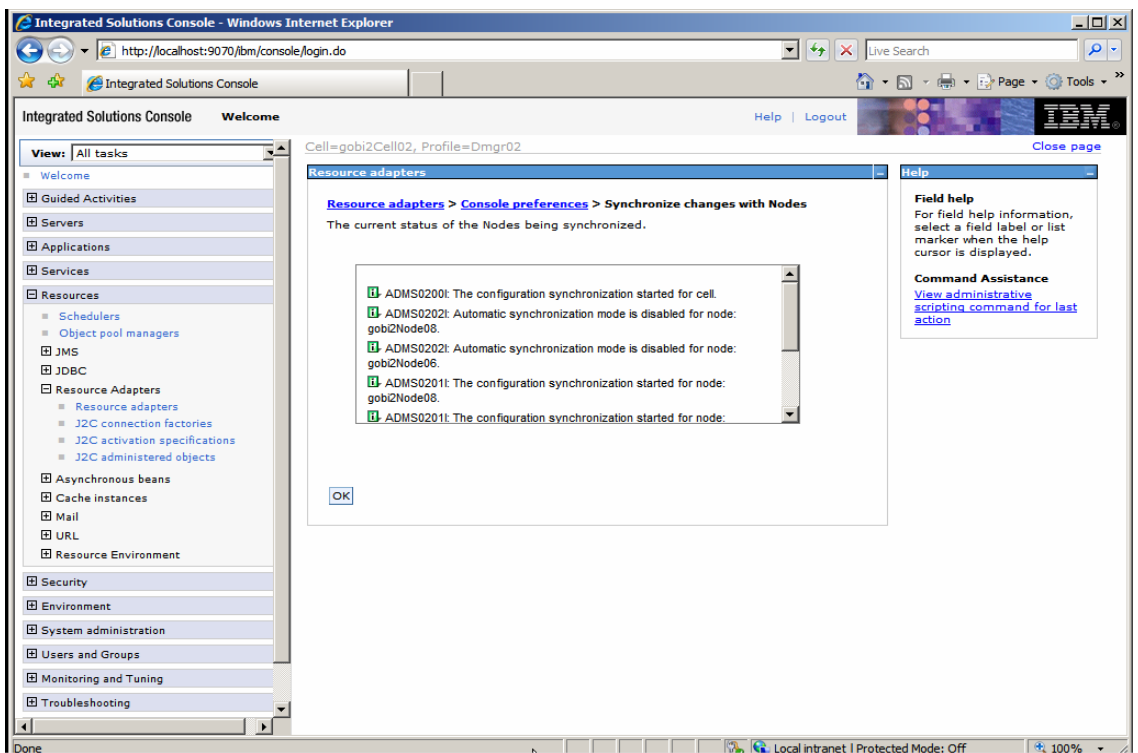 Integrated Solutions Console - Windows Internet Explorer
http://localhost:9070/ibm/console/login.do
Live Search
Integrated Solutions Console
Page
Tools
Integrated Solutions Console Welcome
Help | Logout
IBM®
View: All tasks
Cell=gobi2Cell02, Profile=Dmgr02
Close page
Welcome
Guided Activities
Servers
Applications
Services
Resources
Schedulers
Object pool managers
JMS
JDBC
Resource Adapters
Resource adapters
J2C connection factories
J2C activation specifications
J2C administered objects
Asynchronous beans
Cache instances
Mail
URL
Resource Environment
Security
Environment
System administration
Users and Groups
Monitoring and Tuning
Troubleshooting
Resource adapters
Resource adapters > Console preferences > Synchronize changes with Nodes
The current status of the Nodes being synchronized.
ADMS0200I: The configuration synchronization started for cell.
ADMS0202I: Automatic synchronization mode is disabled for node:
gobi2Node08.
ADMS0202I: Automatic synchronization mode is disabled for node:
gobi2Node06.
ADMS0201I: The configuration synchronization started for node:
gobi2Node08.
ADMS0201I: The configuration synchronization started for node:
OK
Help
Field help
For field help information,
select a field label or list
marker when the help
cursor is displayed.
Command Assistance
View administrative
scripting command for last
action
Done
Local intranet | Protected Mode: Off
100%